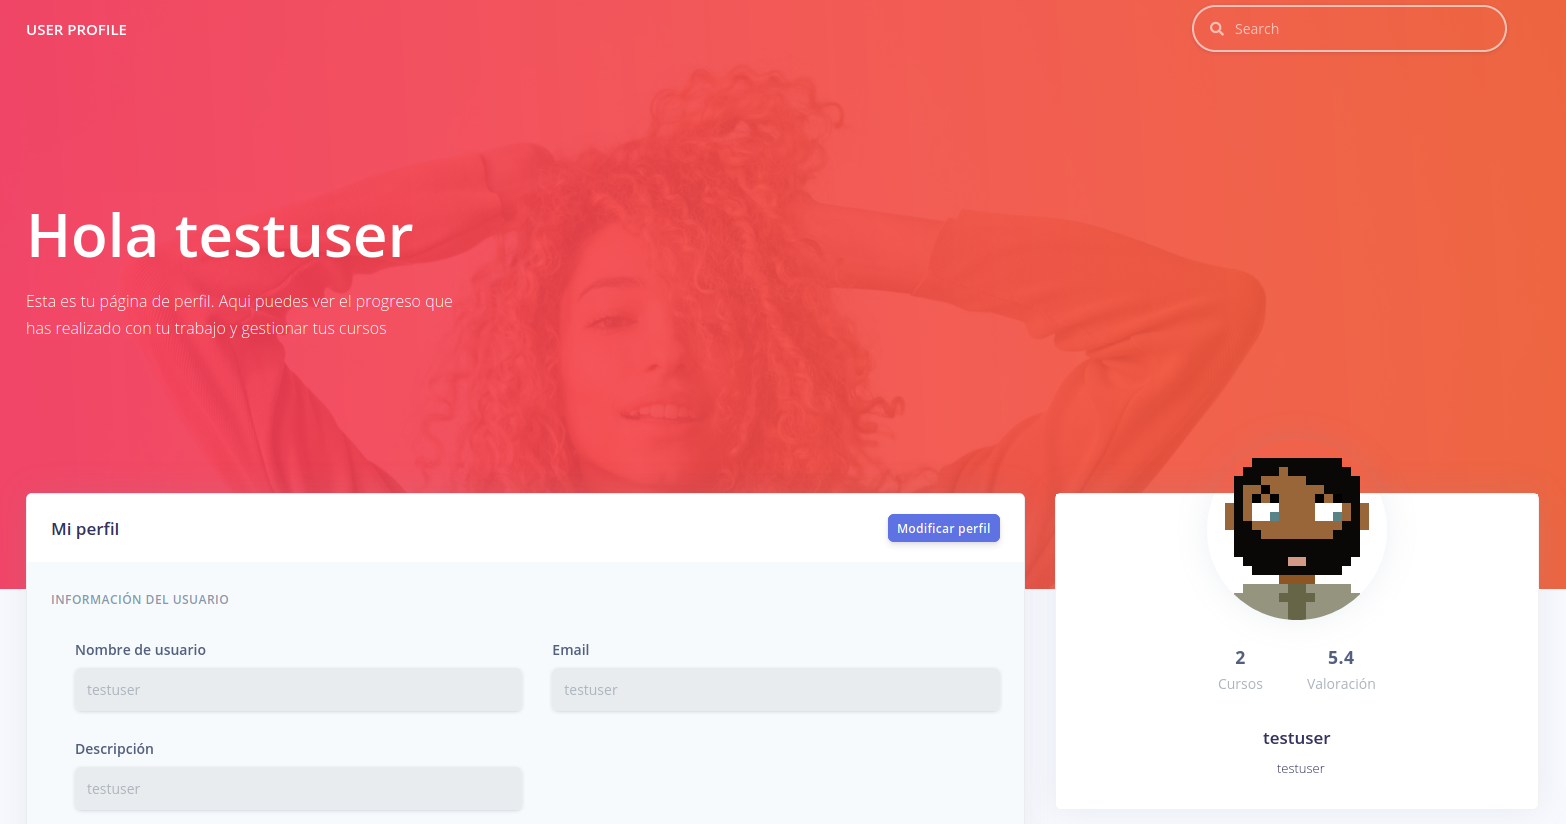 USER PROFILE
Search
Hola testuser
Esta es tu página de perfil. Aqui puedes ver el progreso que
has realizado con tu trabajo y gestionar tus cursos
Mi perfil
Modificar perfil
INFORMACIÓN DEL USUARIO
Nombre de usuario
Email
testuser
testuser
Descripción
testuser
2
5.4
Cursos
Valoración
testuser
testuser